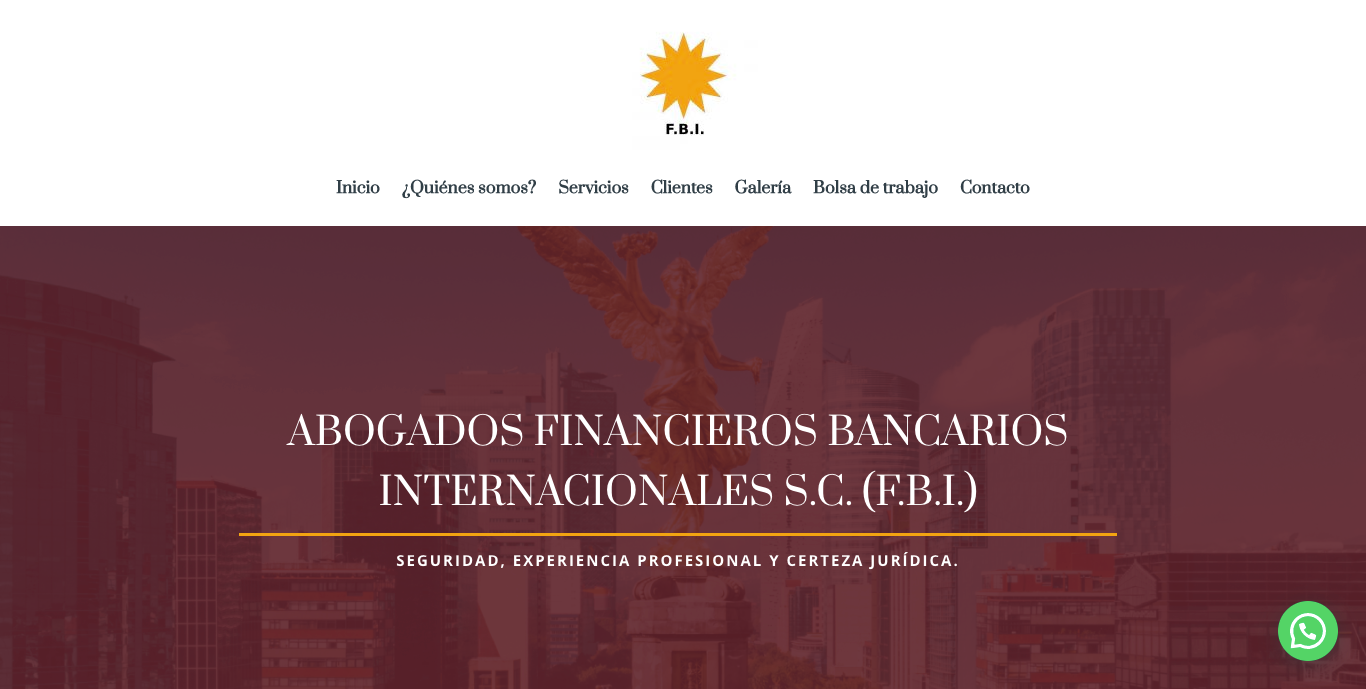 F.B.I.
Inicio ¿Quiénes somos? Servicios Clientes Galería Bolsa de trabajo Contacto
ABOGADOS FINANCIEROS BANCARIOS
INTERNACIONALES S.C. (F.B.I.)
SEGURIDAD, EXPERIENCIA PROFESIONAL Y CERTEZA JURÍDICA.